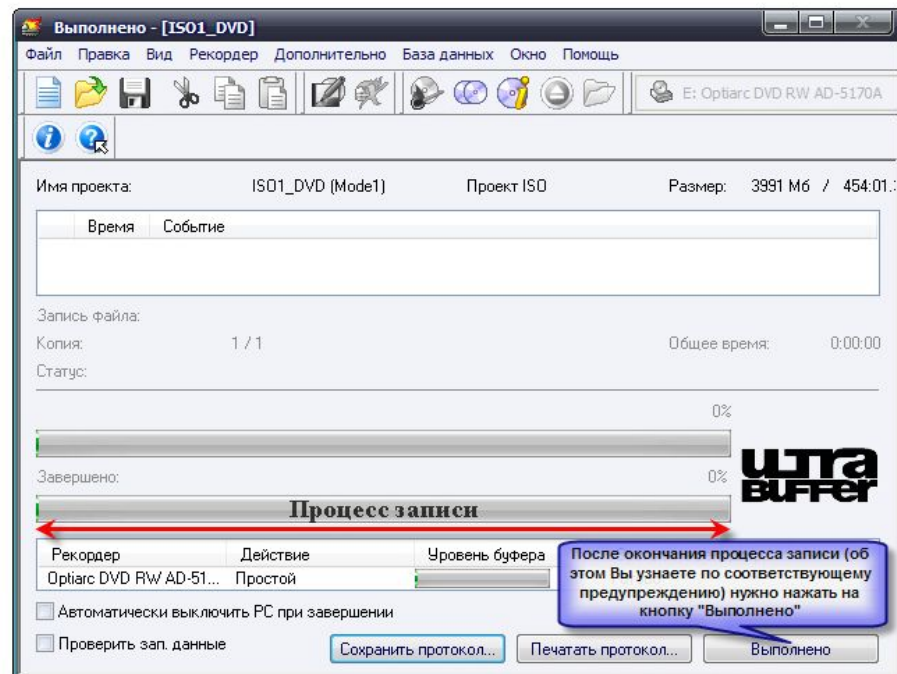 Выполнено - [ISO1_DVD]
Файл Правка Вид Рекордер Дополнительно База данных Окно Помощь
E: Optiarc DVD RW AD-5170A
Имя проекта: ISO1_DVD (Mode1) Проект ISO Размер: 3991 Мб / 454:01.
Время Событие
Запись файла:
Копия: 1 / 1 Общее время: 0:00:00
Статус:
0%
Завершено: 0%
ULTRA
BUFFER
Процесс записи
Рекордер Действие Уровень буфера
Optiarc DVD RW AD-51... Простой
После окончания процесса записи (об
этом Вы узнаете по соответствующему
предупреждению) нужно нажать на
кнопку "Выполнено"
Автоматически выключить PC при завершении
Проверить зап. данные
Сохранить протокол... Печатать протокол... Выполнено